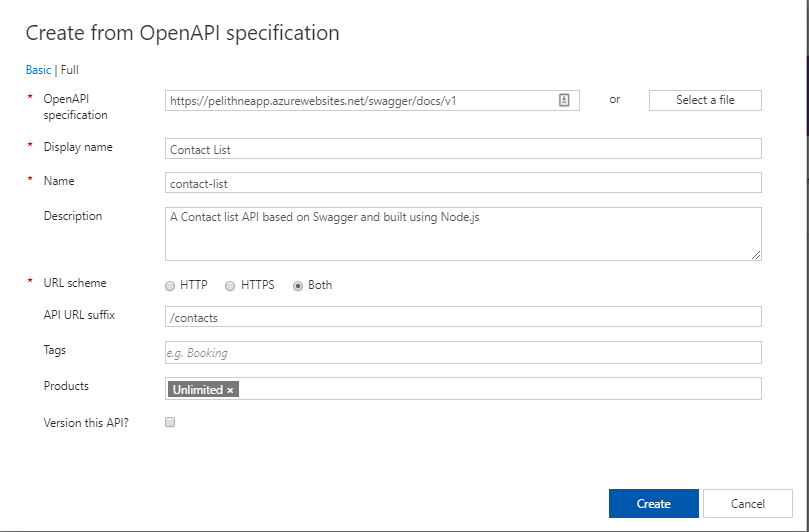 Create from OpenAPI specification
Basic | Full
* OpenAPI specification
https://pelithneapp.azurewebsites.net/swagger/docs/v1
or
Select a file
* Display name
Contact List
* Name
contact-list
Description
A Contact list API based on Swagger and built using Node.js
* URL scheme
HTTP HTTPS Both
API URL suffix
/contacts
Tags
e.g. Booking
Products
Unlimited ×
Version this API?
Create
Cancel